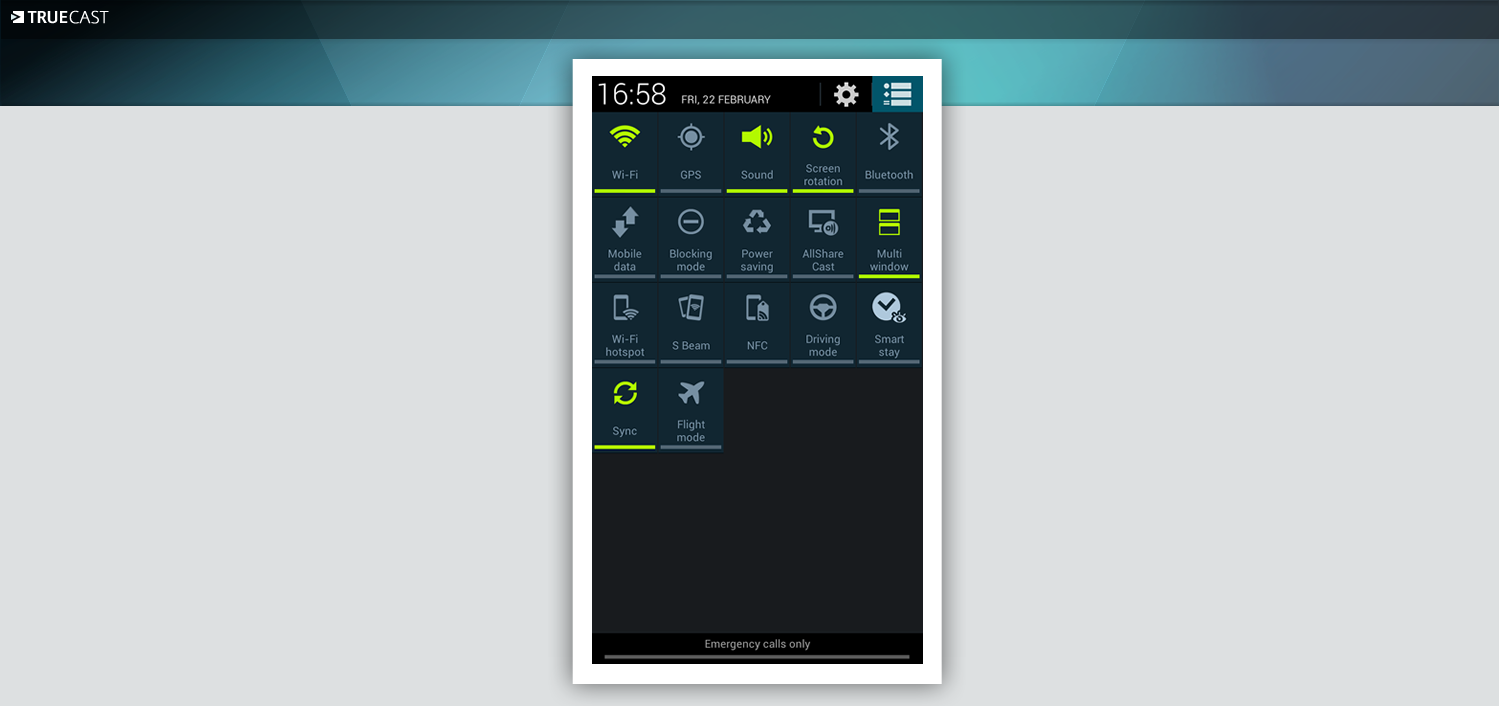 TRUECAST
16:58 FRI, 22 FEBRUARY
Wi-Fi
GPS
Sound
Screen
rotation
Bluetooth
Mobile
data
Blocking
mode
Power
saving
AllShare
Cast
Multi
window
Wi-Fi
hotspot
S Beam
NFC
Driving
mode
Smart
stay
Sync
Flight
mode
Emergency calls only